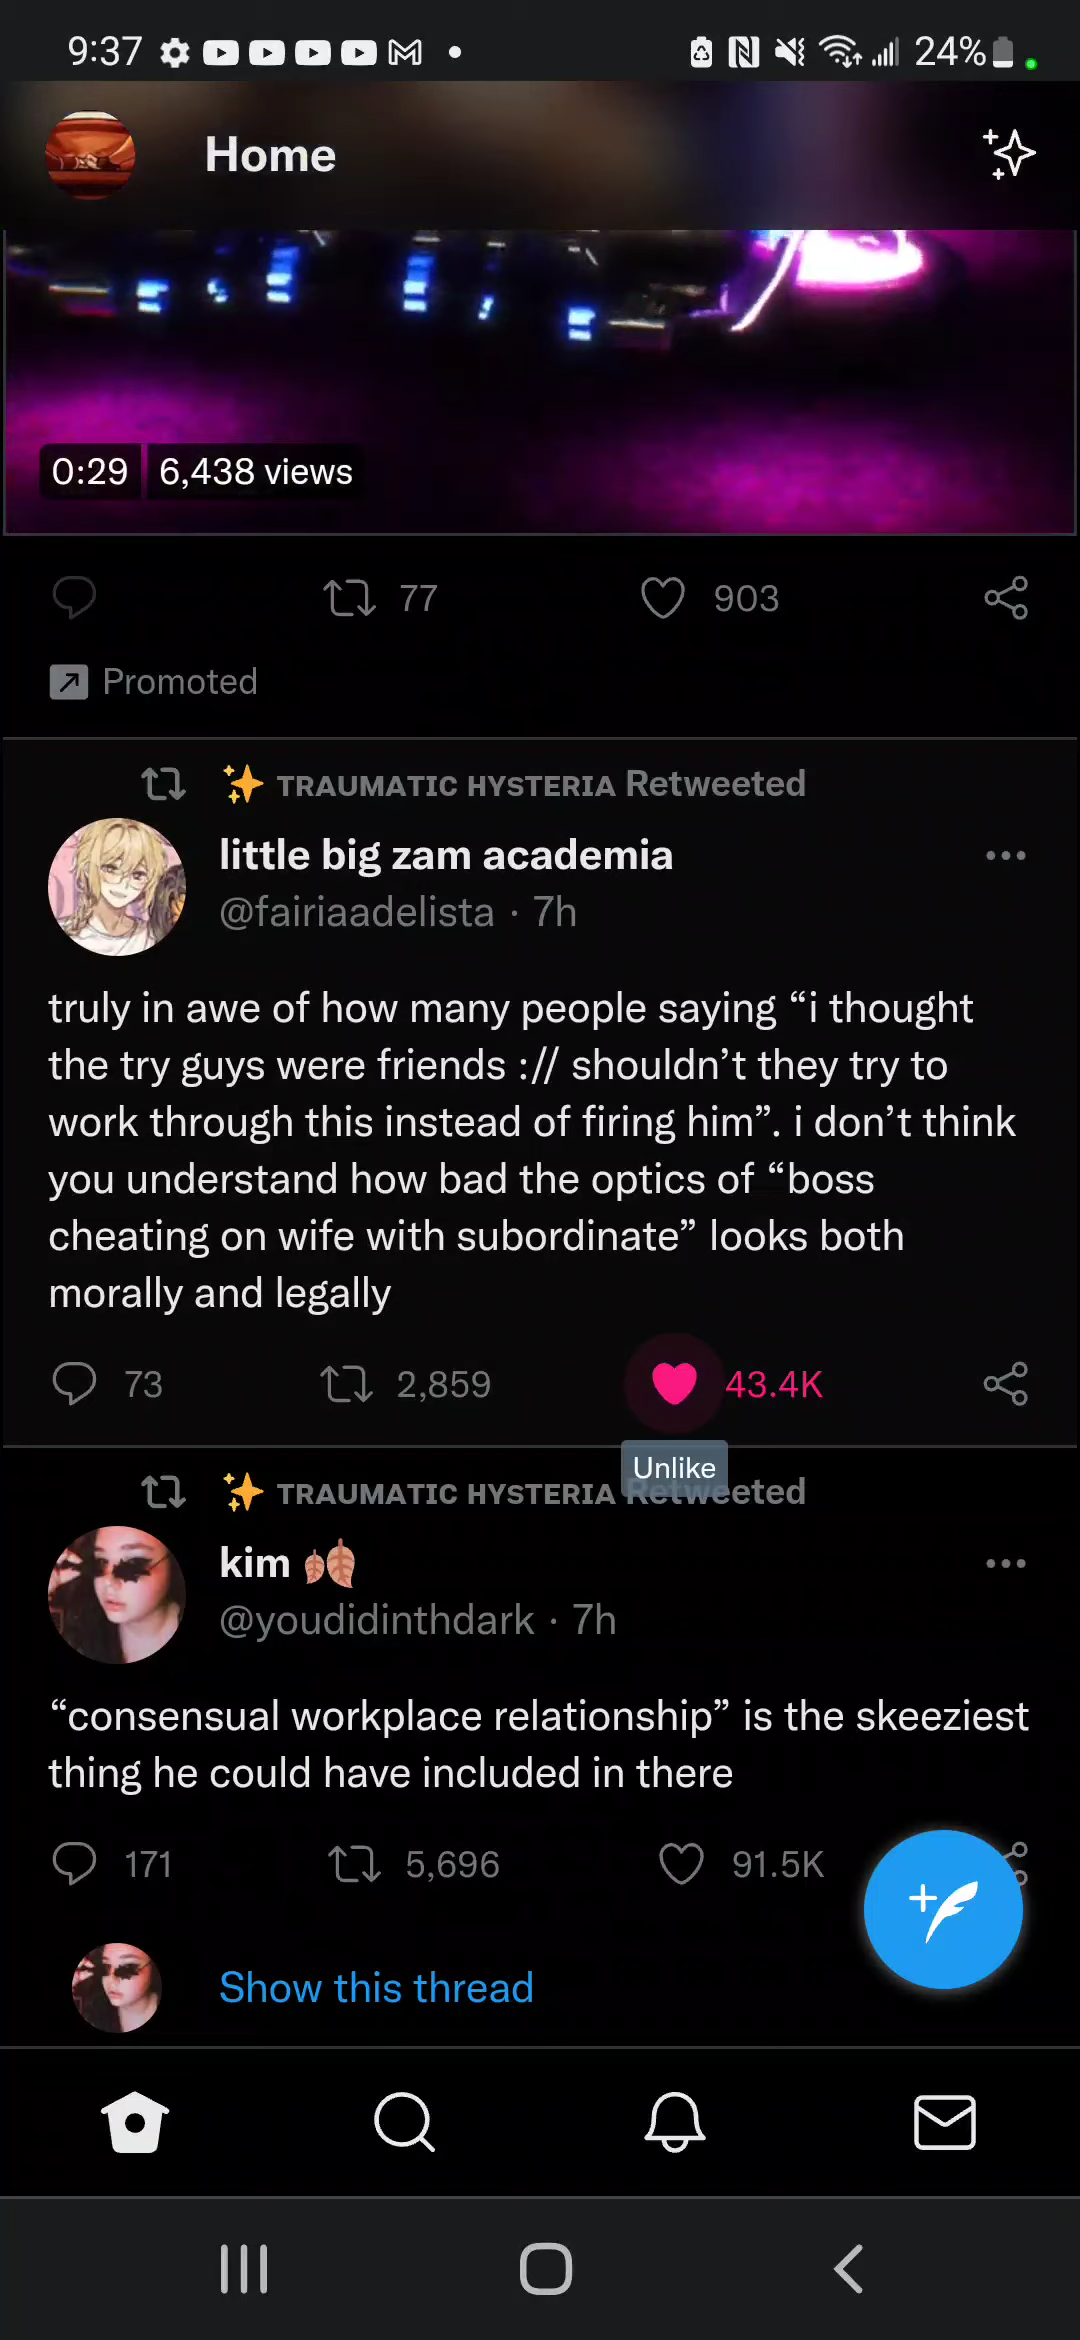 9:37
24%
Home
0:29 6,438 views
77 903
Promoted
✨ TRAUMATIC HYSTERIA Retweeted
little big zam academia
@fairiaadelista · 7h
truly in awe of how many people saying “i thought
the try guys were friends :// shouldn’t they try to
work through this instead of firing him”. i don’t think
you understand how bad the optics of “boss
cheating on wife with subordinate” looks both
morally and legally
73 2,859 43.4K
Unlike
✨ TRAUMATIC HYSTERIA Retweeted
kim 🍂
@youdidinthdark · 7h
“consensual workplace relationship” is the skeeziest
thing he could have included in there
171 5,696 91.5K
Show this thread